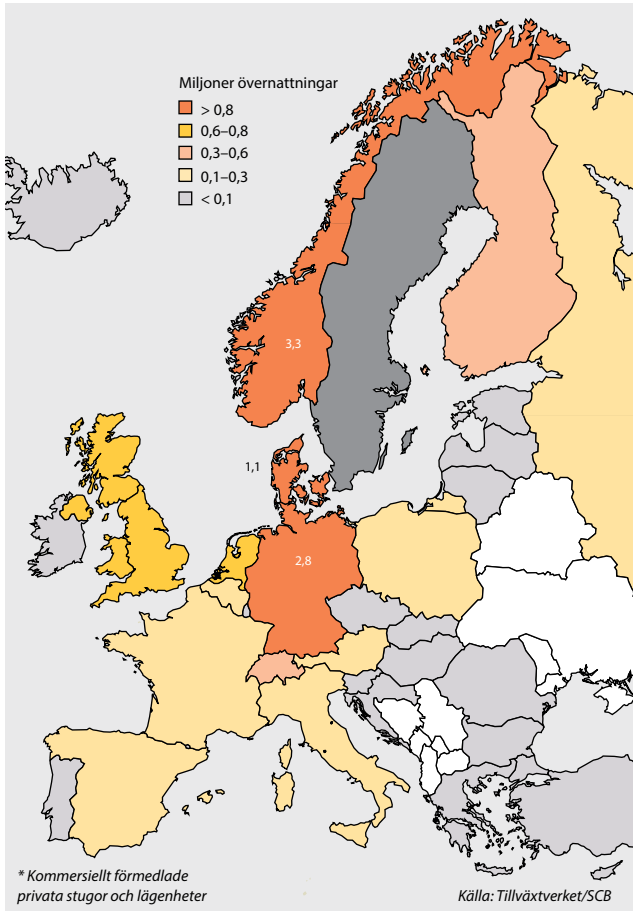 Miljoner övernattningar
> 0,8
0,6–0,8
0,3–0,6
0,1–0,3
< 0,1
3,3
1,1
2,8
* Kommersiellt förmedlade
privata stugor och lägenheter
Källa: Tillväxtverket/SCB